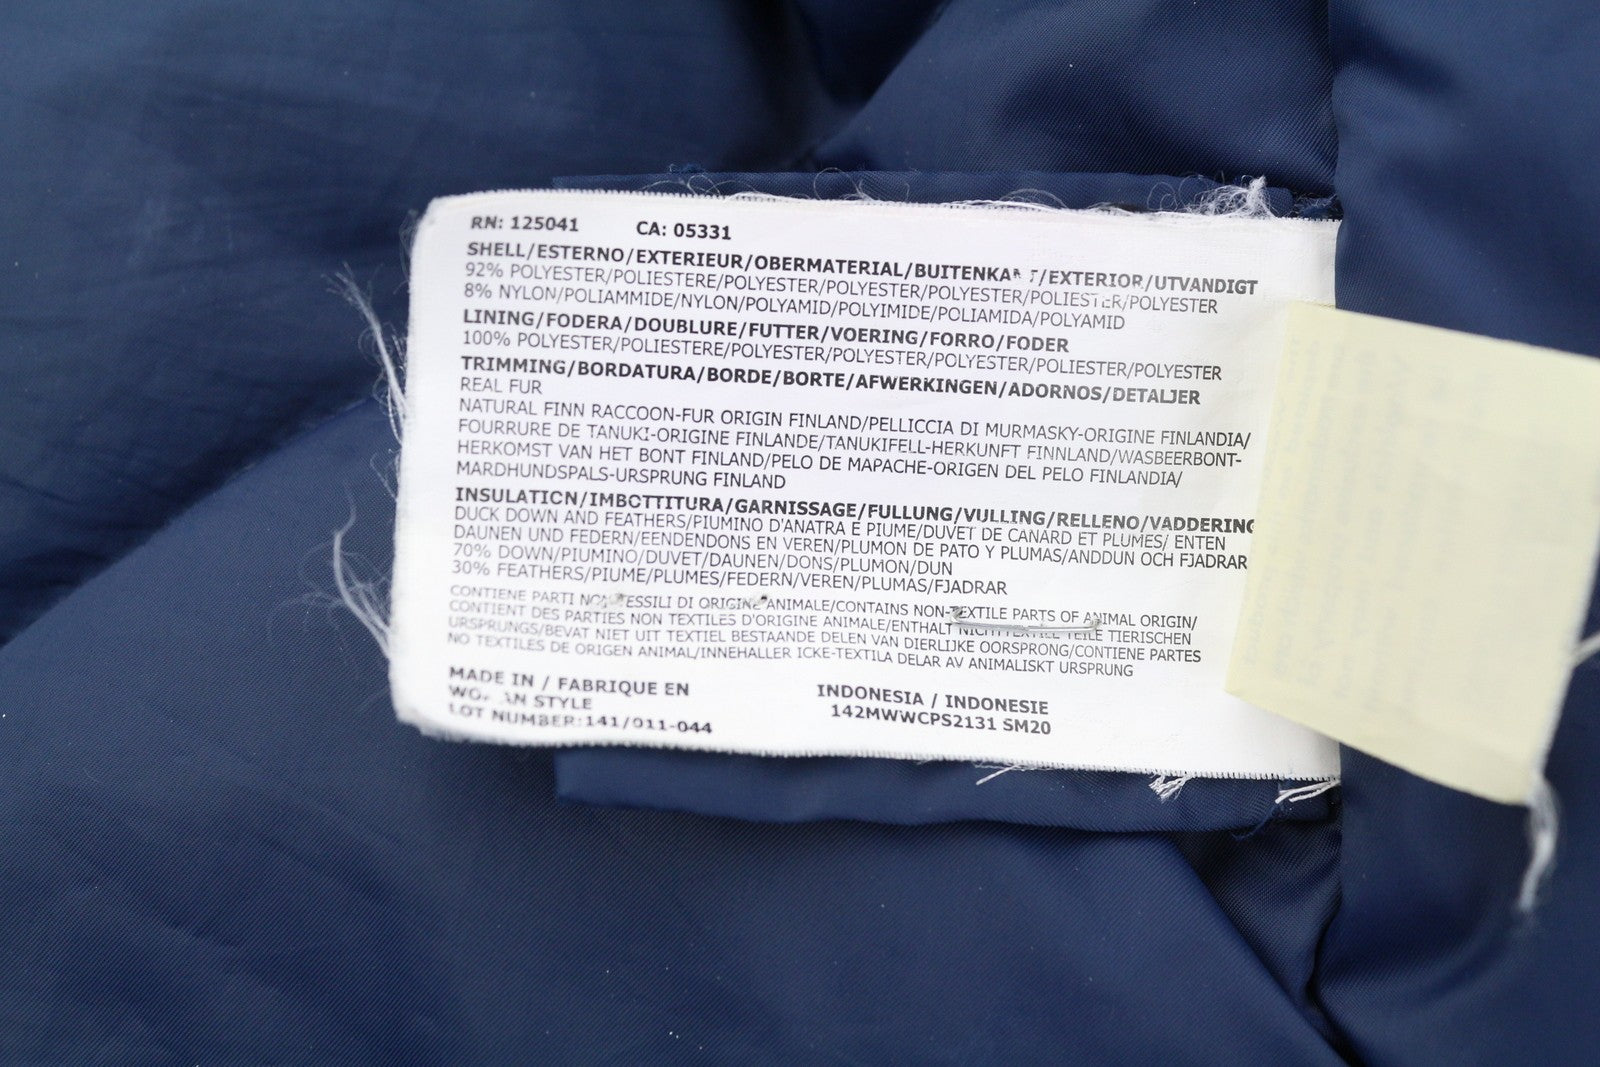 RN: 125041 CA: 05331
SHELL/ESTERNO/EXTERIEUR/OBERMATERIAL/BUITENKA T/EXTERIOR/UTVANDIGT
92% POLYESTER/POLIESTERE/POLYESTER/POLYESTER/POLYESTER/POLIESTER/POLYESTER
8% NYLON/POLIAMMIDE/NYLON/POLYAMID/POLYIMIDE/POLIAMIDA/POLYAMID
LINING/FODERA/DOUBLURE/FUTTER/VOERING/FORRO/FODER
100% POLYESTER/POLIESTERE/POLYESTER/POLYESTER/POLYESTER/POLIESTER/POLYESTER
TRIMMING/BORDATURA/BORDE/BORTE/AFWERKINGEN/ADORNOS/DETALJER
REAL FUR
NATURAL FINN RACCOON-FUR ORIGIN FINLAND/PELLICCIA DI MURMASKY-ORIGINE FINLANDIA/
FOURRURE DE TANUKI-ORIGINE FINLANDE/TANUKIFELL-HERKUNFT FINNLAND/WASBEERBONT-
HERKOMST VAN HET BONT FINLAND/PELO DE MAPACHE-ORIGEN DEL PELO FINLANDIA/
MARDHUNDSPALS-URSPRUNG FINLAND
INSULATION/IMBOTTITURA/GARNISSAGE/FULLUNG/VULLING/RELLENO/VADDERING
DUCK DOWN AND FEATHERS/PIUMINO D'ANATRA E PIUME/DUVET DE CANARD ET PLUMES/ ENTEN
DAUNEN UND FEDERN/EENDENDONS EN VEREN/PLUMON DE PATO Y PLUMAS/ANDDUN OCH FJADRAR
70% DOWN/PIUMINO/DUVET/DAUNEN/DONS/PLUMON/DUN
30% FEATHERS/PIUME/PLUMES/FEDERN/VEREN/PLUMAS/FJADRAR
CONTIENE PARTI NON TESSILI DI ORIGINE ANIMALE/CONTAINS NON-TEXTILE PARTS OF ANIMAL ORIGIN/
CONTIENT DES PARTIES NON TEXTILES D'ORIGINE ANIMALE/ENTHALT NICHTTEXTILE TEILE TIERISCHEN
URSPRUNGS/BEVAT NIET UIT TEXTIEL BESTAANDE DELEN VAN DIERLIJKE OORSPRONG/CONTIENE PARTES
NO TEXTILES DE ORIGEN ANIMAL/INNEHALLER ICKE-TEXTILA DELAR AV ANIMALISKT URSPRUNG
MADE IN / FABRIQUE EN INDONESIA / INDONESIE
WOMAN STYLE 142MWWCPS2131 SM20
LOT NUMBER:141/011-044